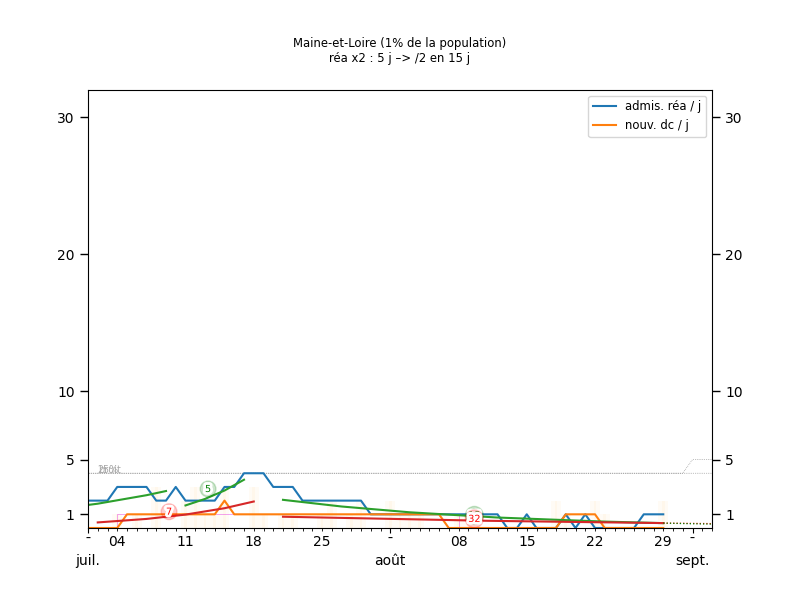 Maine-et-Loire (1% de la population)
réa x2 : 5 j –> /2 en 15 j
admis. réa / j
nouv. dc / j
30 30
20 20
10 10
5 5
1 1
5
7
32
- 04 11 18 25 - 08 15 22 29 -
juil. août sept.